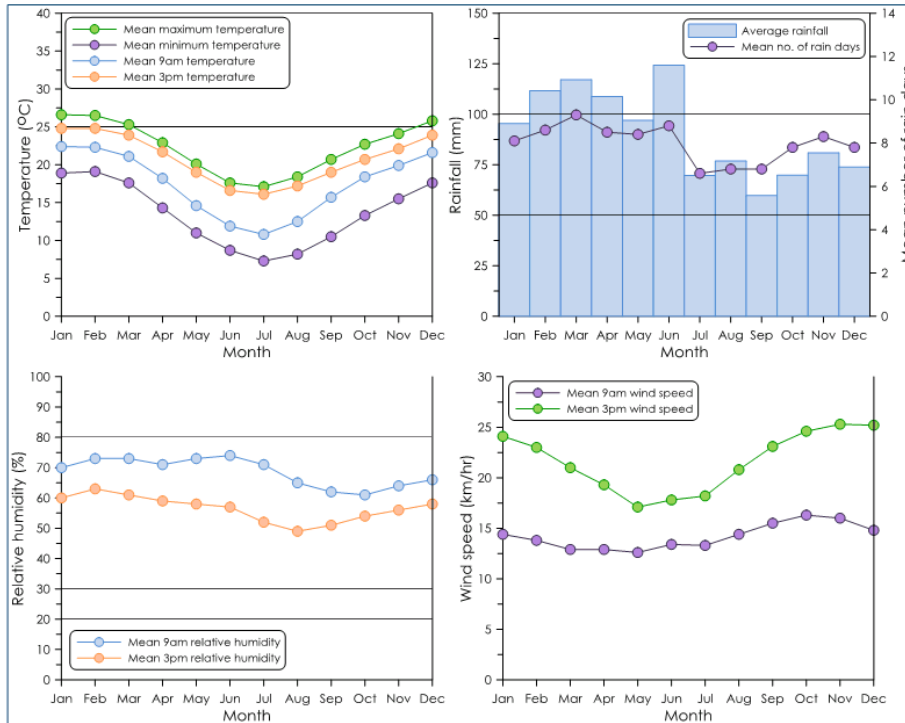 40
35
30
25
20
15
10
5
0
Temperature (ºC)
Mean maximum temperature
Mean minimum temperature
Mean 9am temperature
Mean 3pm temperature
Jan Feb Mar Apr May Jun Jul Aug Sep Oct Nov Dec
Month
150
125
100
75
50
25
0
Rainfall (mm)
Average rainfall
Mean no. of rain days
14
12
10
8
6
4
2
0
Mean number of rain days
Jan Feb Mar Apr May Jun Jul Aug Sep Oct Nov Dec
Month
100
90
80
70
60
50
40
30
20
10
0
Relative humidity (%)
Mean 9am relative humidity
Mean 3pm relative humidity
Jan Feb Mar Apr May Jun Jul Aug Sep Oct Nov Dec
Month
30
25
20
15
10
5
0
Wind speed (km/hr)
Mean 9am wind speed
Mean 3pm wind speed
Jan Feb Mar Apr May Jun Jul Aug Sep Oct Nov Dec
Month